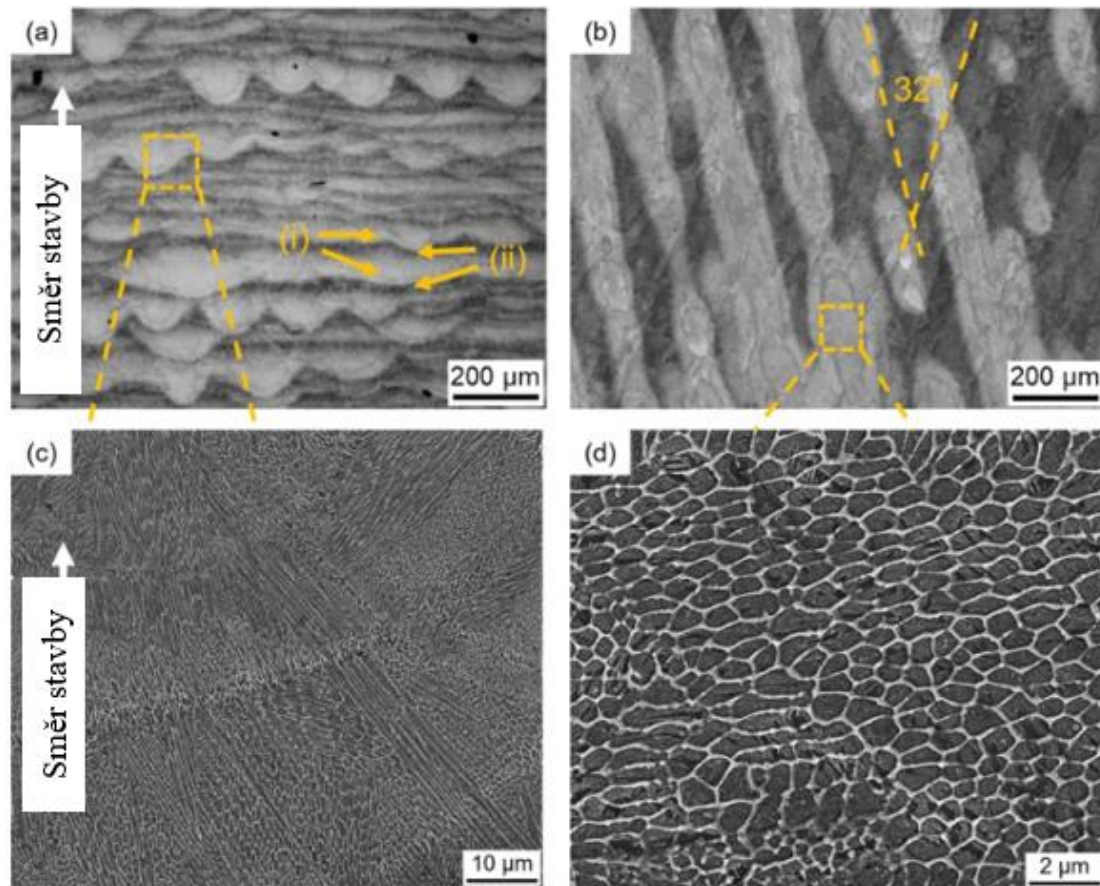 (a)
Směr stavby
(i)
(ii)
200 µm
(b)
32°
200 µm
(c)
Směr stavby
10 µm
(d)
2 µm